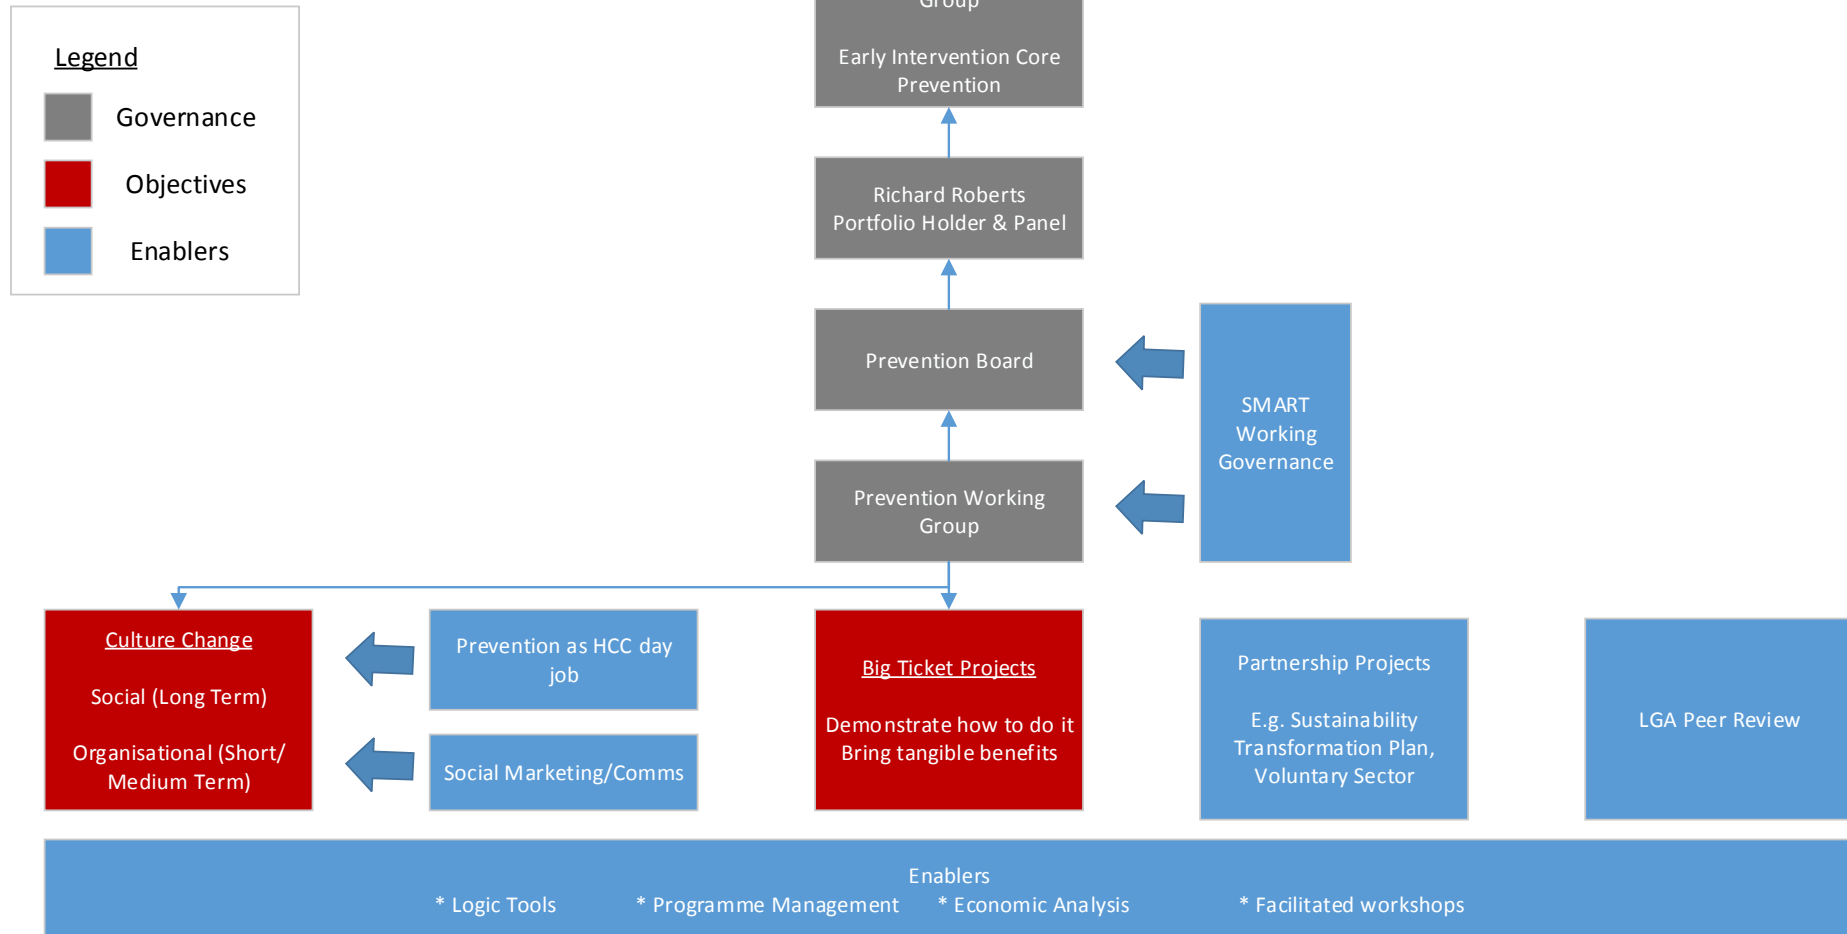 Legend
Governance
Objectives
Enablers
Group
Early Intervention Core
Prevention
Richard Roberts
Portfolio Holder & Panel
Prevention Board
SMART
Working
Governance
Prevention Working
Group
Culture Change
Social (Long Term)
Organisational (Short/
Medium Term)
Prevention as HCC day
job
Social Marketing/Comms
Big Ticket Projects
Demonstrate how to do it
Bring tangible benefits
Partnership Projects
E.g. Sustainability
Transformation Plan,
Voluntary Sector
LGA Peer Review
Enablers
* Logic Tools * Programme Management * Economic Analysis * Facilitated workshops